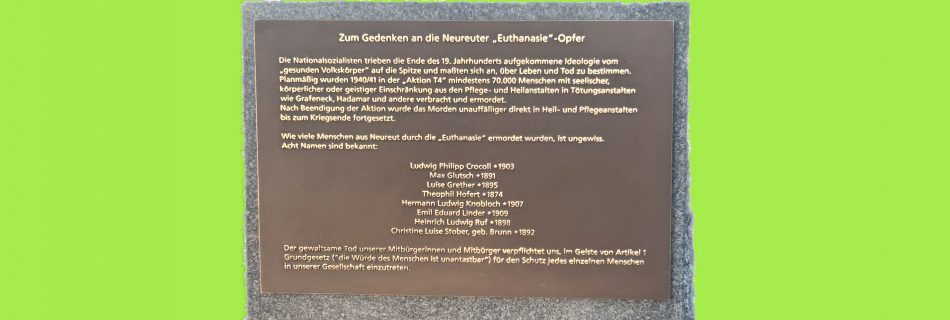 Zum Gedenken an die Neureuter „Euthanasie“-Opfer
Die Nationalsozialisten trieben die Ende des 19. Jahrhunderts aufgekommene Ideologie vom
„gesunden Volkskörper“ auf die Spitze und maßten sich an, über Leben und Tod zu bestimmen.
Planmäßig wurden 1940/41 in der „Aktion T4“ mindestens 70.000 Menschen mit seelischer,
körperlicher oder geistiger Einschränkung aus den Pflege- und Heilanstalten in Tötungsanstalten
wie Grafeneck, Hadamar und andere verbracht und ermordet.
Nach Beendigung der Aktion wurde das Morden unauffälliger direkt in Heil- und Pflegeanstalten
bis zum Kriegsende fortgesetzt.
Wie viele Menschen aus Neureut durch die „Euthanasie“ ermordet wurden, ist ungewiss.
Acht Namen sind bekannt:
Ludwig Philipp Crocoll *1903
Max Glutsch *1891
Luise Grether *1895
Theophil Hofert *1874
Hermann Ludwig Knobloch *1907
Emil Eduard Linder *1909
Heinrich Ludwig Ruf *1898
Christine Luise Stober, geb. Brunn *1892
Der gewaltsame Tod unserer Mitbürgerinnen und Mitbürger verpflichtet uns, im Geiste von Artikel 1
Grundgesetz ("die Würde des Menschen ist unantastbar") für den Schutz jedes einzelnen Menschen
in unserer Gesellschaft einzutreten.